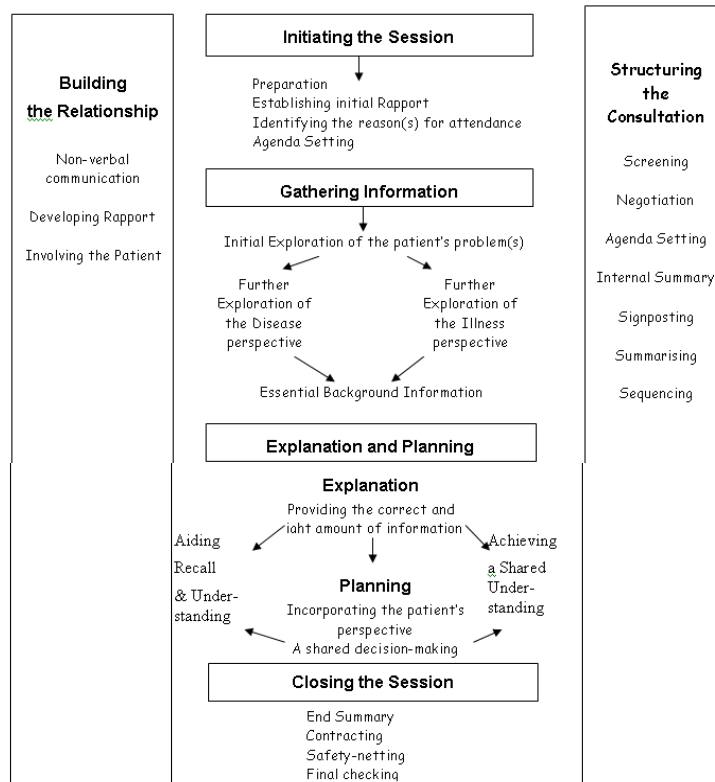 Building
the Relationship
Non-verbal
communication
Developing Rapport
Involving the Patient
Initiating the Session
Preparation
Establishing initial Rapport
Identifying the reason(s) for attendance
Agenda Setting
Gathering Information
Initial Exploration of the patient's problem(s)
Further
Exploration of
the Disease
perspective
Further
Exploration of
the Illness
perspective
Essential Background Information
Explanation and Planning
Explanation
Providing the correct and
iaht amount of information
Aiding
Recall
& Under-
standing
Achieving
a Shared
Under-
standing
Planning
Incorporating the patient's
perspective
A shared decision-making
Closing the Session
End Summary
Contracting
Safety-netting
Final checking
Structuring
the
Consultation
Screening
Negotiation
Agenda Setting
Internal Summary
Signposting
Summarising
Sequencing